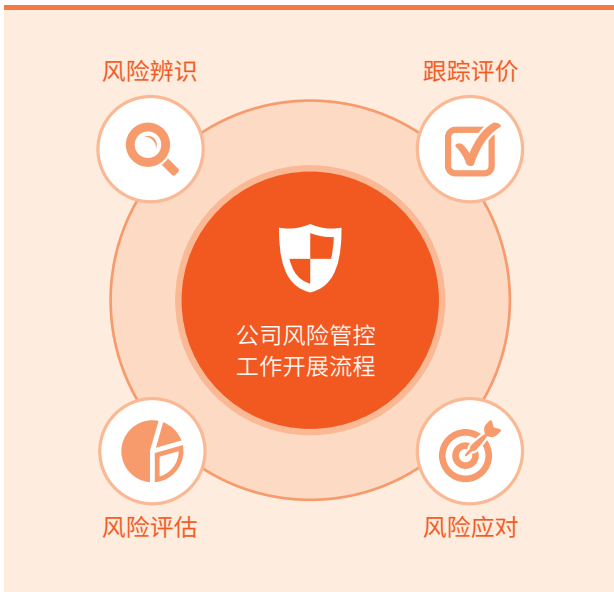 风险辨识
跟踪评价
公司风险管控
工作开展流程
风险评估
风险应对